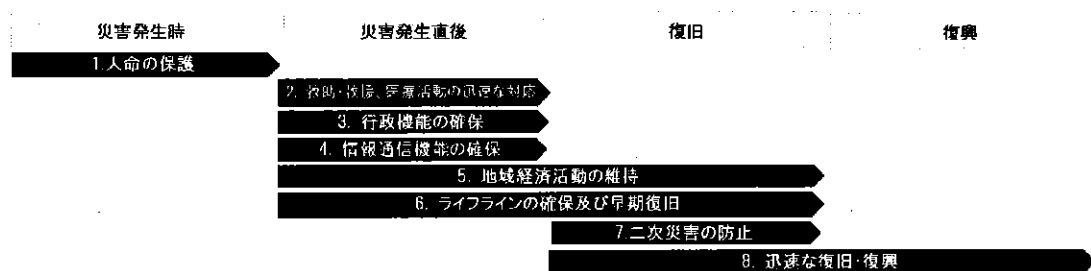 災害発生時 災害発生直後 復旧 復興
1.人命の保護
2. 救助・救援、医療活動の迅速な対応
3. 行政機能の確保
4. 情報通信機能の確保
5. 地域経済活動の維持
6. ライフラインの確保及び早期復旧
7.二次災害の防止
8. 迅速な復旧・復興